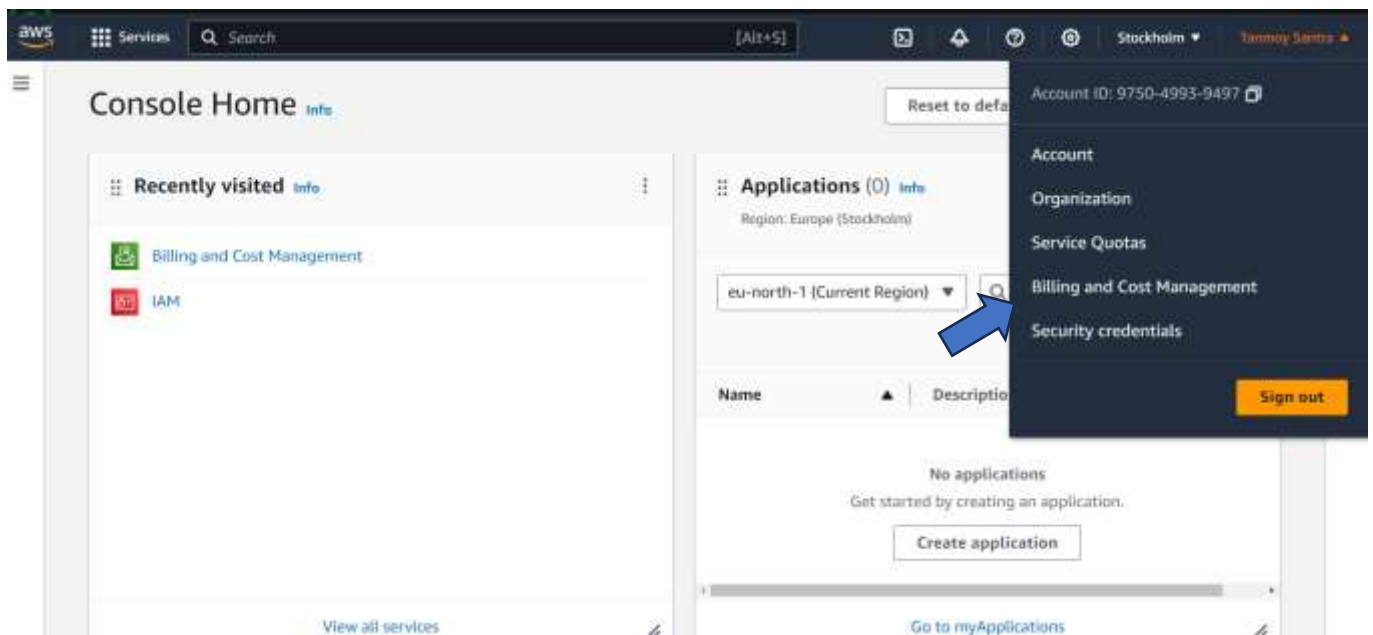 aws
Services
Search
[Alt+S]
Stockholm
Tanmoy Santra
Console Home Info
Reset to defa
Account ID: 9750-4993-9497
Account
Organization
Service Quotas
Billing and Cost Management
Security credentials
Sign out
Recently visited Info
Billing and Cost Management
IAM
View all services
Applications (0) Info
Region: Europe (Stockholm)
eu-north-1 (Current Region)
Name
Descriptio
No applications
Get started by creating an application.
Create application
Go to myApplications